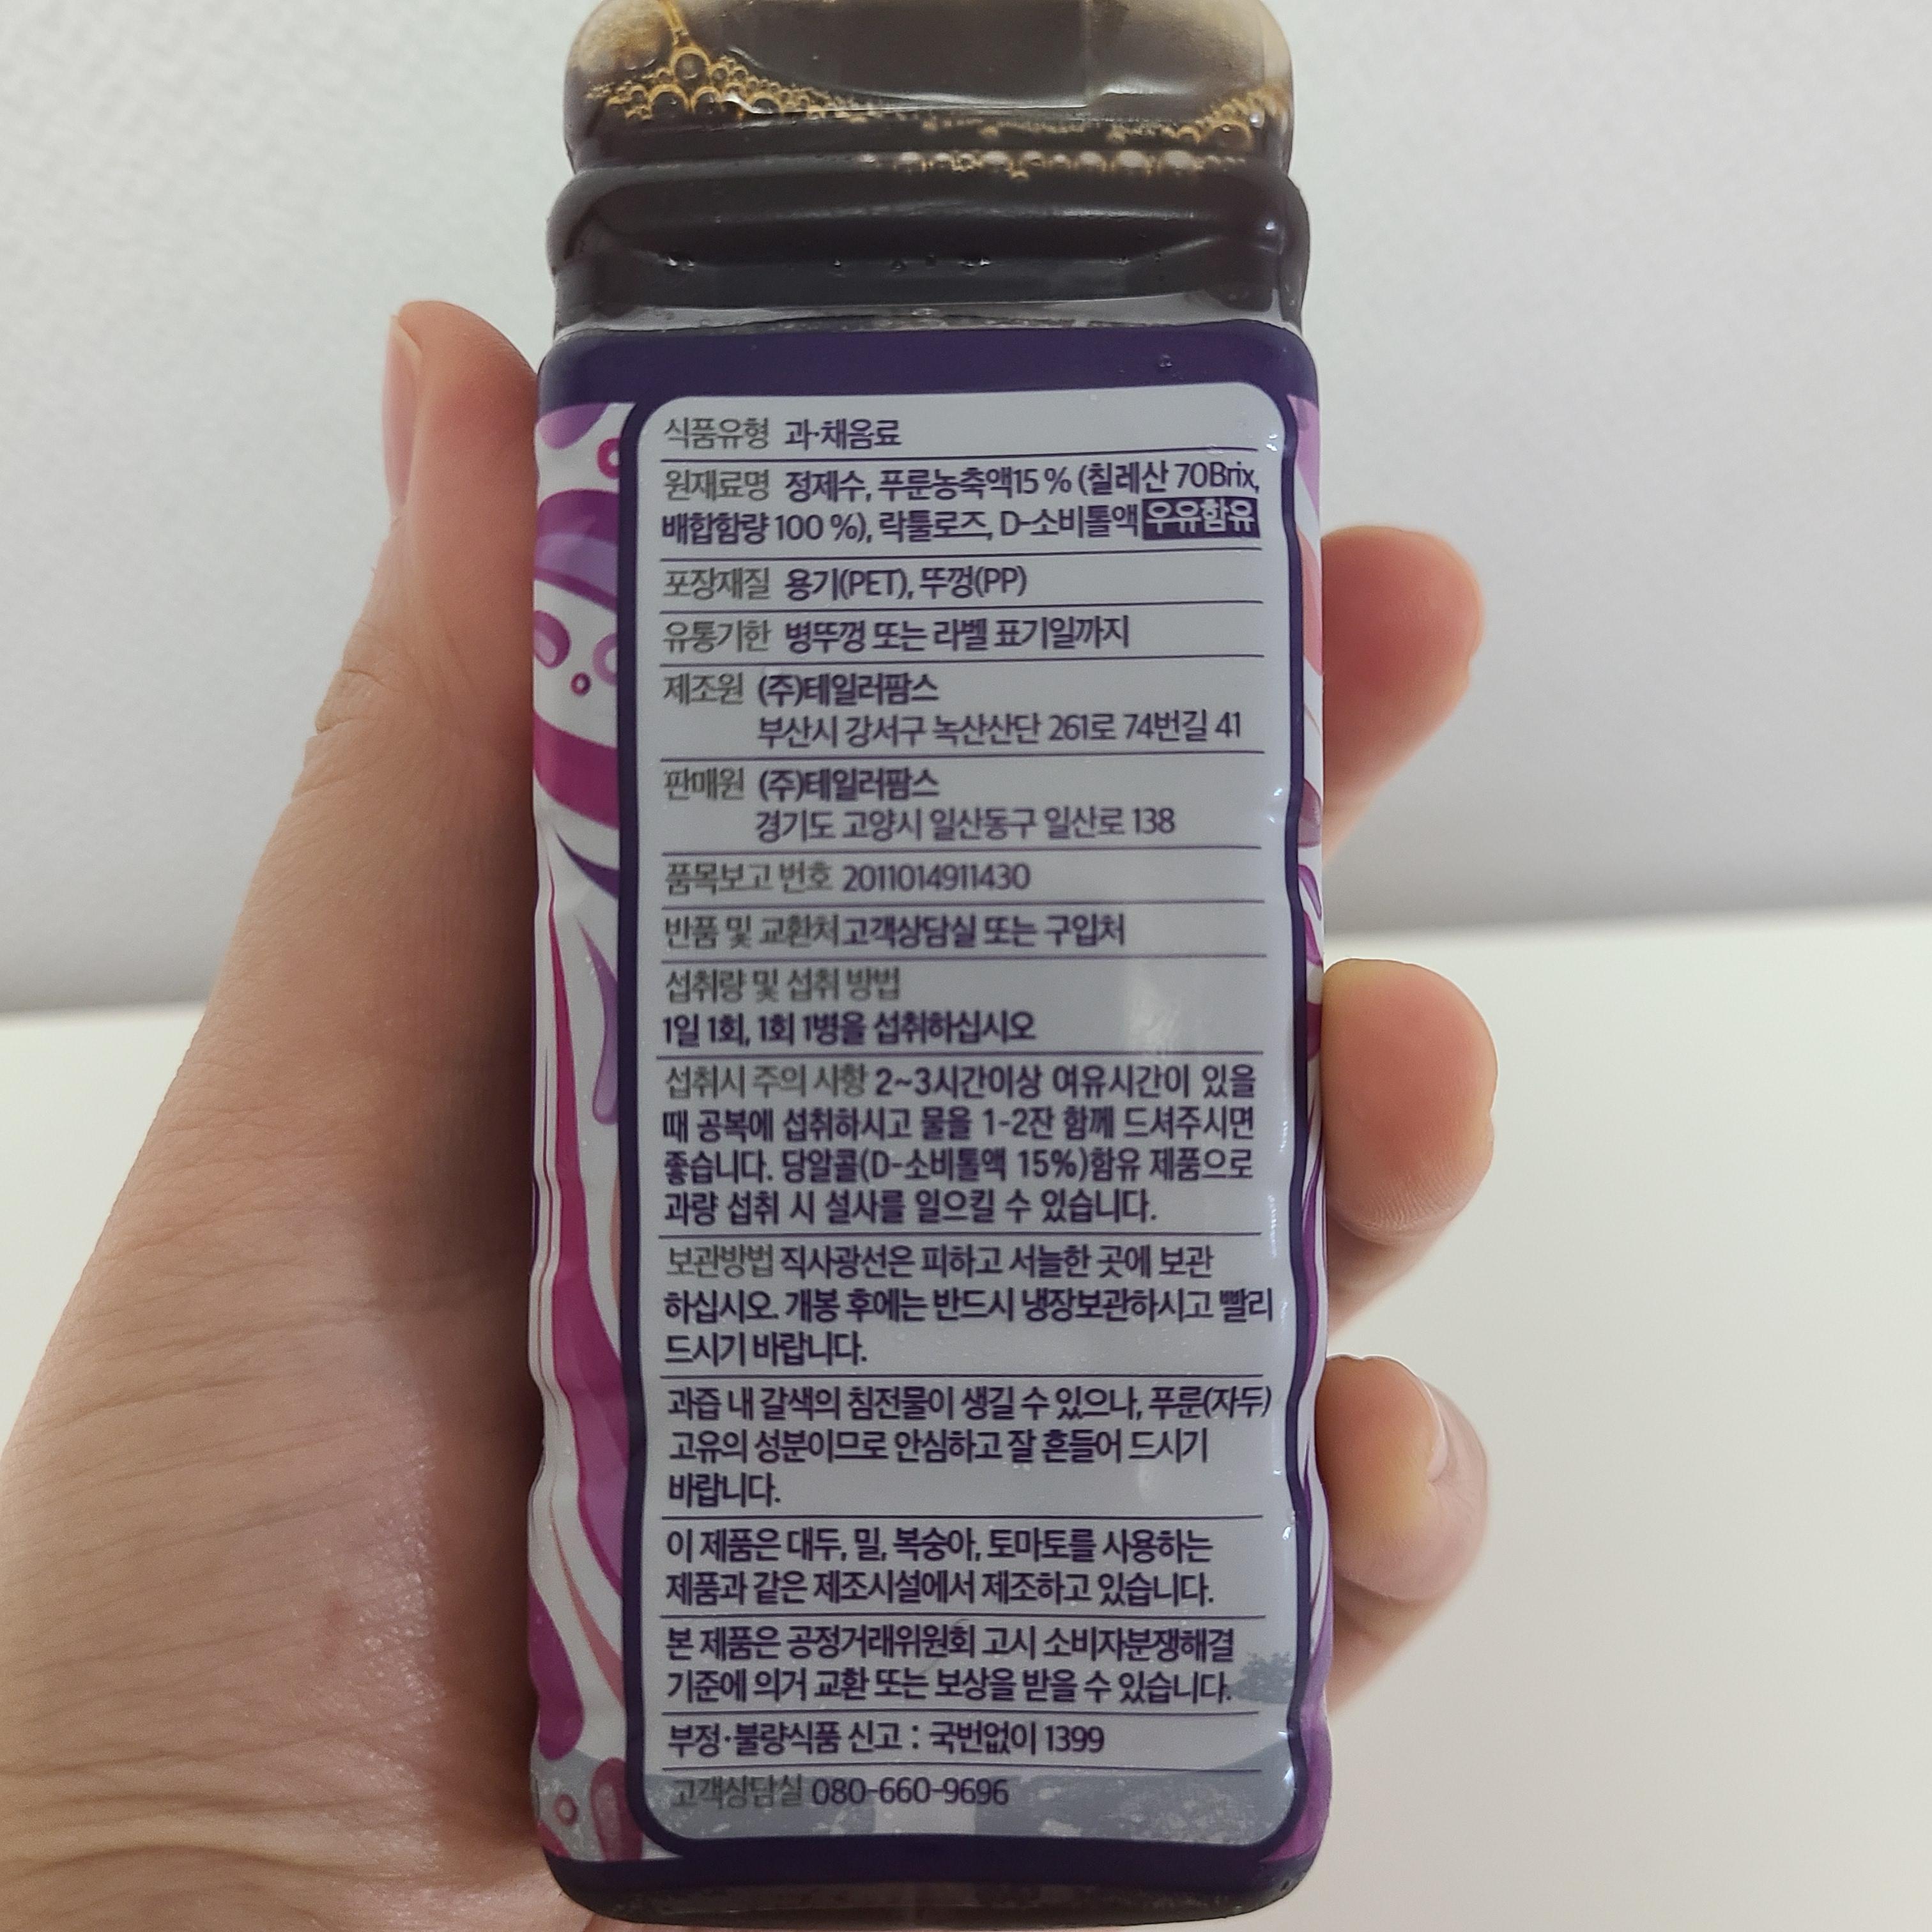 식품유형 과·채음료
원재료명 정제수, 푸룬농축액15 % (칠레산 70Brix,
배합함량 100 %), 락툴로즈, D-소비톨액 우유함유
포장재질 용기(PET), 뚜껑(PP)
유통기한 병뚜껑 또는 라벨 표기일까지
제조원 (주)테일러팜스
부산시 강서구 녹산산단 261로 74번길 41
판매원 (주)테일러팜스
경기도 고양시 일산동구 일산로 138
품목보고 번호 2011014911430
반품 및 교환처 고객상담실 또는 구입처
섭취량 및 섭취 방법
1일 1회, 1회 1병을 섭취하십시오
섭취시 주의 사항 2~3시간이상 여유시간이 있을
때 공복에 섭취하시고 물을 1-2잔 함께 드셔주시면
좋습니다. 당알콜(D-소비톨액 15%)함유 제품으로
과량 섭취 시 설사를 일으킬 수 있습니다.
보관방법 직사광선은 피하고 서늘한 곳에 보관
하십시오. 개봉 후에는 반드시 냉장보관하시고 빨리
드시기 바랍니다.
과즙 내 갈색의 침전물이 생길 수 있으나, 푸룬(자두)
고유의 성분이므로 안심하고 잘 흔들어 드시기
바랍니다.
이 제품은 대두, 밀, 복숭아, 토마토를 사용하는
제품과 같은 제조시설에서 제조하고 있습니다.
본 제품은 공정거래위원회 고시 소비자분쟁해결
기준에 의거 교환 또는 보상을 받을 수 있습니다.
부정·불량식품 신고 : 국번없이 1399
고객상담실 080-660-9696